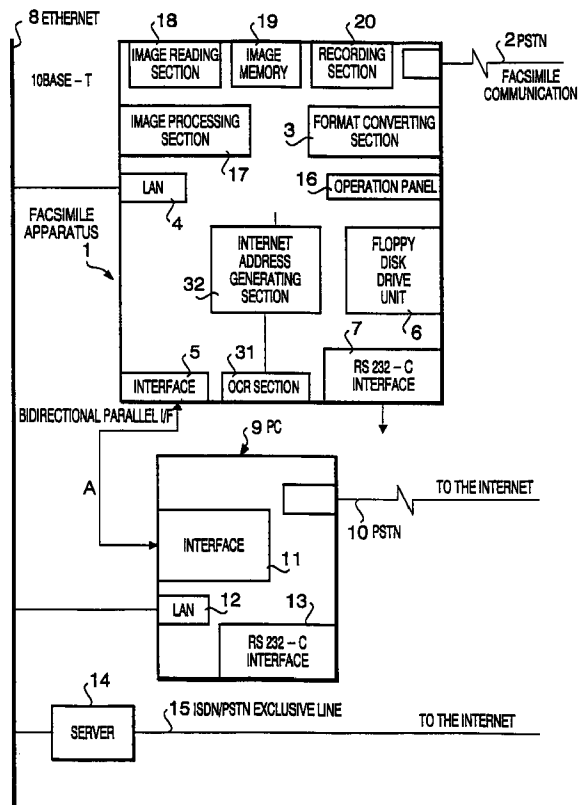 8 ETHERNET
18
19
20
2 PSTN
10BASE-T
IMAGE READING
SECTION
IMAGE
MEMORY
RECORDING
SECTION
FACSIMILE
COMMUNICATION
IMAGE PROCESSING
SECTION
17
FORMAT CONVERTING
SECTION
3
LAN
4
16
OPERATION PANEL
FACSIMILE
APPARATUS
1
INTERNET
ADDRESS
GENERATING
SECTION
32
FLOPPY
DISK
DRIVE
UNIT
6
5
INTERFACE
31
OCR SECTION
7
RS 232-C
INTERFACE
BIDIRECTIONAL PARALLEL I/F
A
9 PC
TO THE INTERNET
10 PSTN
INTERFACE
11
LAN
12
13
RS 232-C
INTERFACE
14
SERVER
15 ISDN/PSTN EXCLUSIVE LINE
TO THE INTERNET